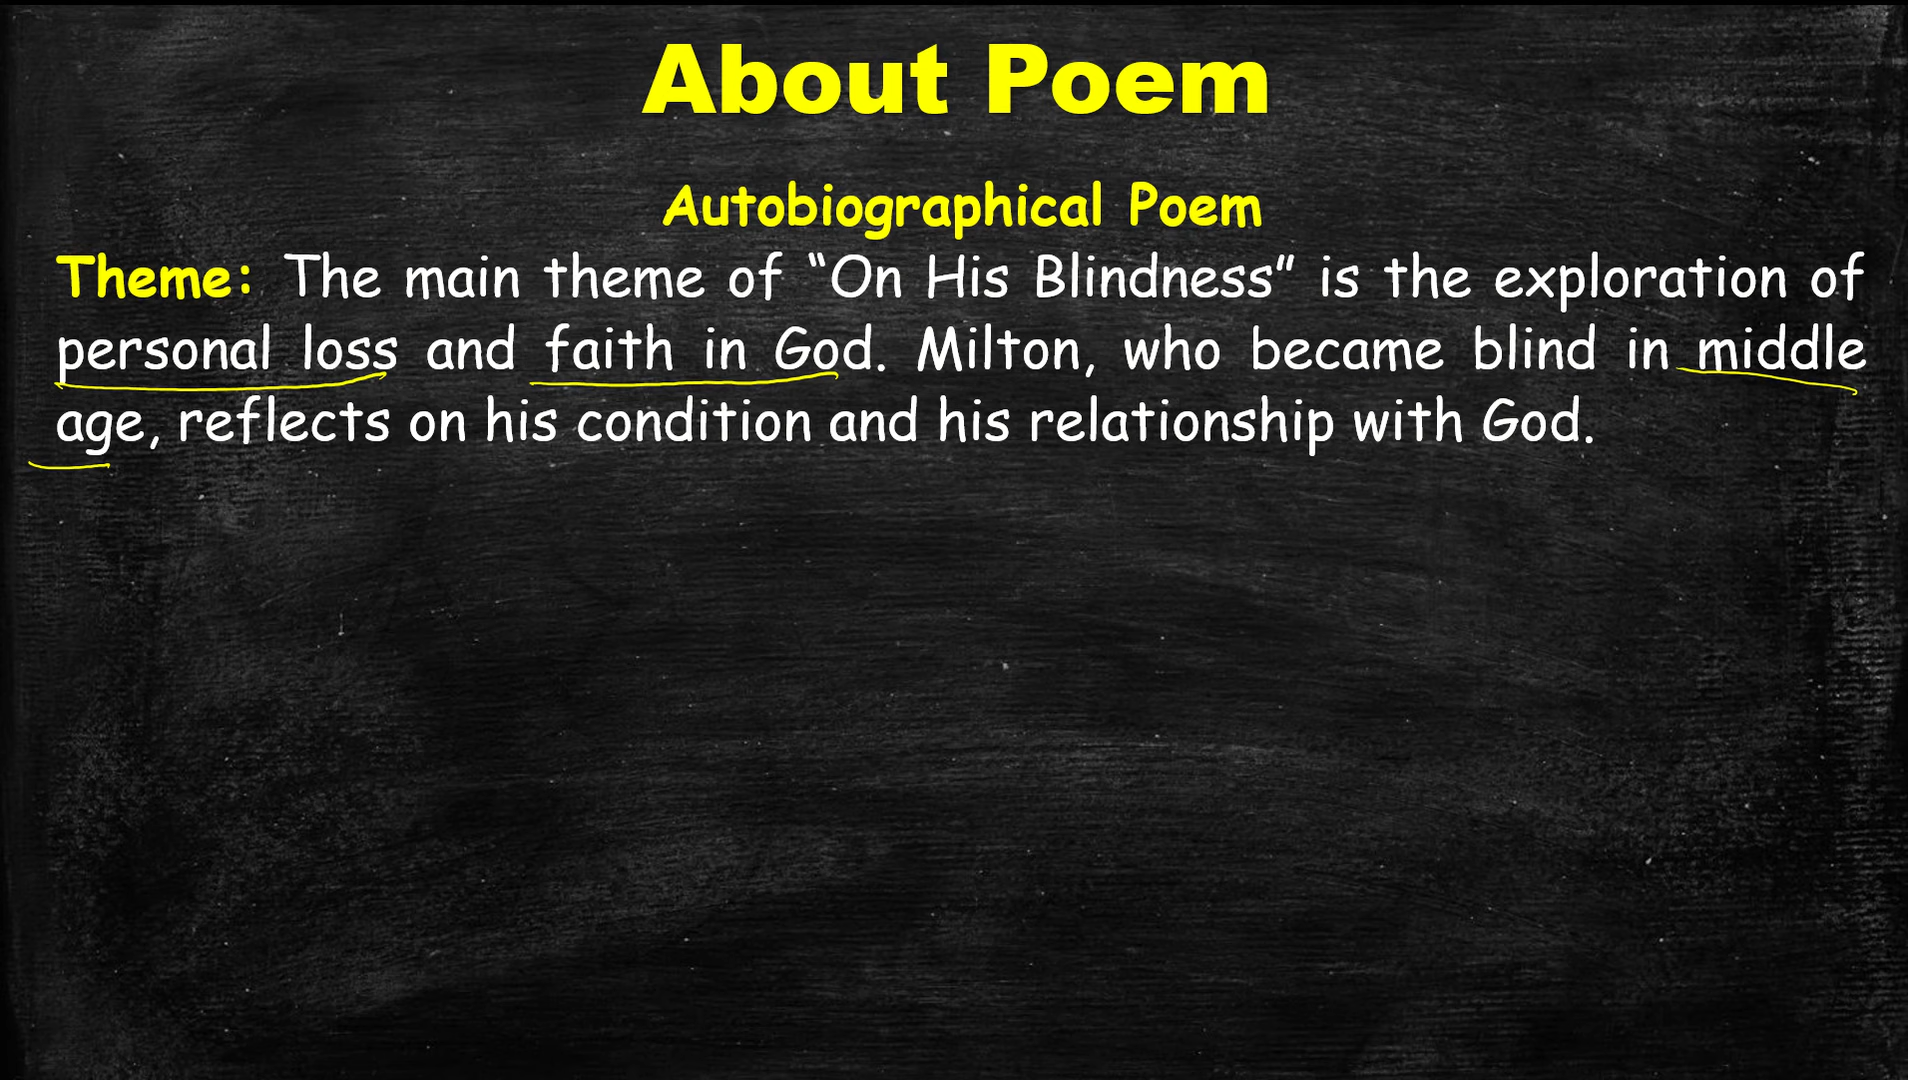 About Poem
Autobiographical Poem
Theme: The main theme of “On His Blindness” is the exploration of
personal loss and faith in God. Milton, who became blind in middle
age, reflects on his condition and his relationship with God.